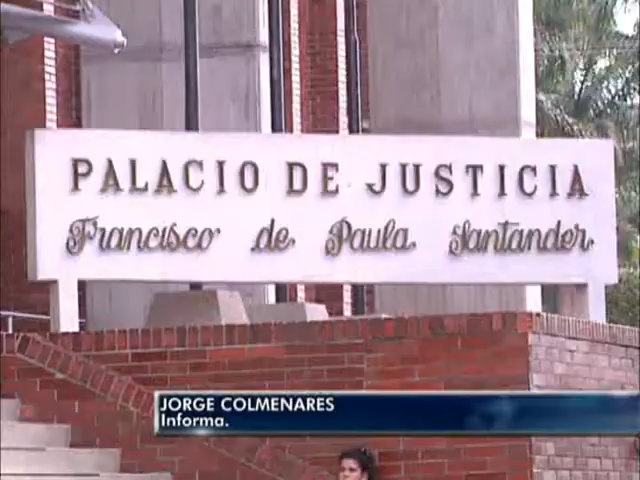 PALACIO DE JUSTICIA
Francisco de Paula Santander
JORGE COLMENARES
Informa.